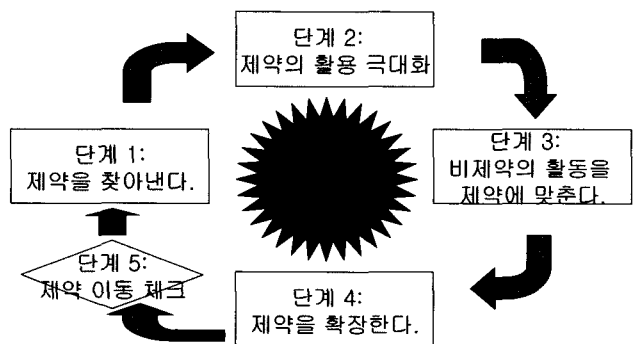 단계 1:
제약을 찾아낸다.
단계 2:
제약의 활용 극대화
단계 3:
비제약의 활동을
제약에 맞춘다.
단계 4:
제약을 확장한다.
단계 5:
제약 이동 체크